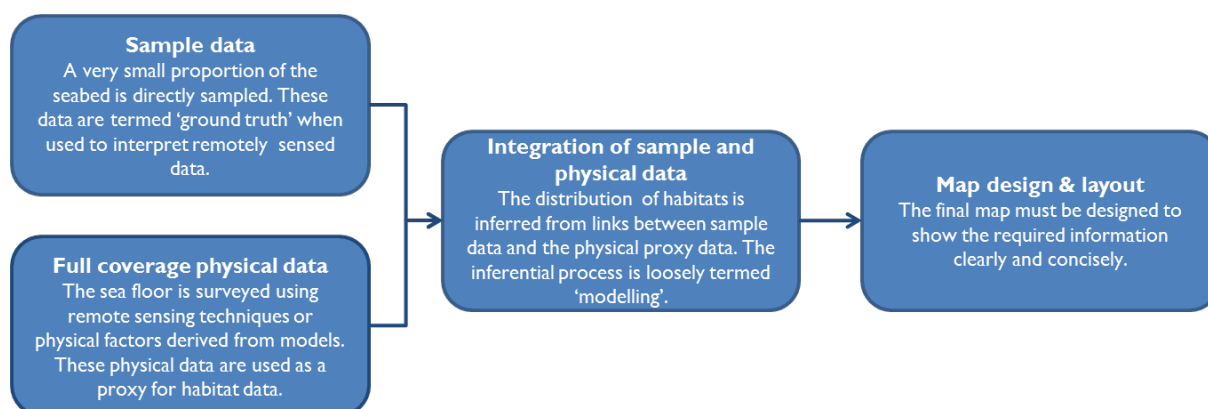 Sample data
A very small proportion of the
seabed is directly sampled. These
data are termed ‘ground truth’ when
used to interpret remotely  sensed
data.
Full coverage physical data
The sea floor is surveyed using
remote sensing techniques or
physical factors derived from models.
These physical data are used as a
proxy for habitat data.
Integration of sample and
physical data
The distribution  of habitats is
inferred from links between sample
data and the physical proxy data. The
inferential process is loosely termed
‘modelling’.
Map design & layout
The final map must be designed to
show the required information
clearly and concisely.